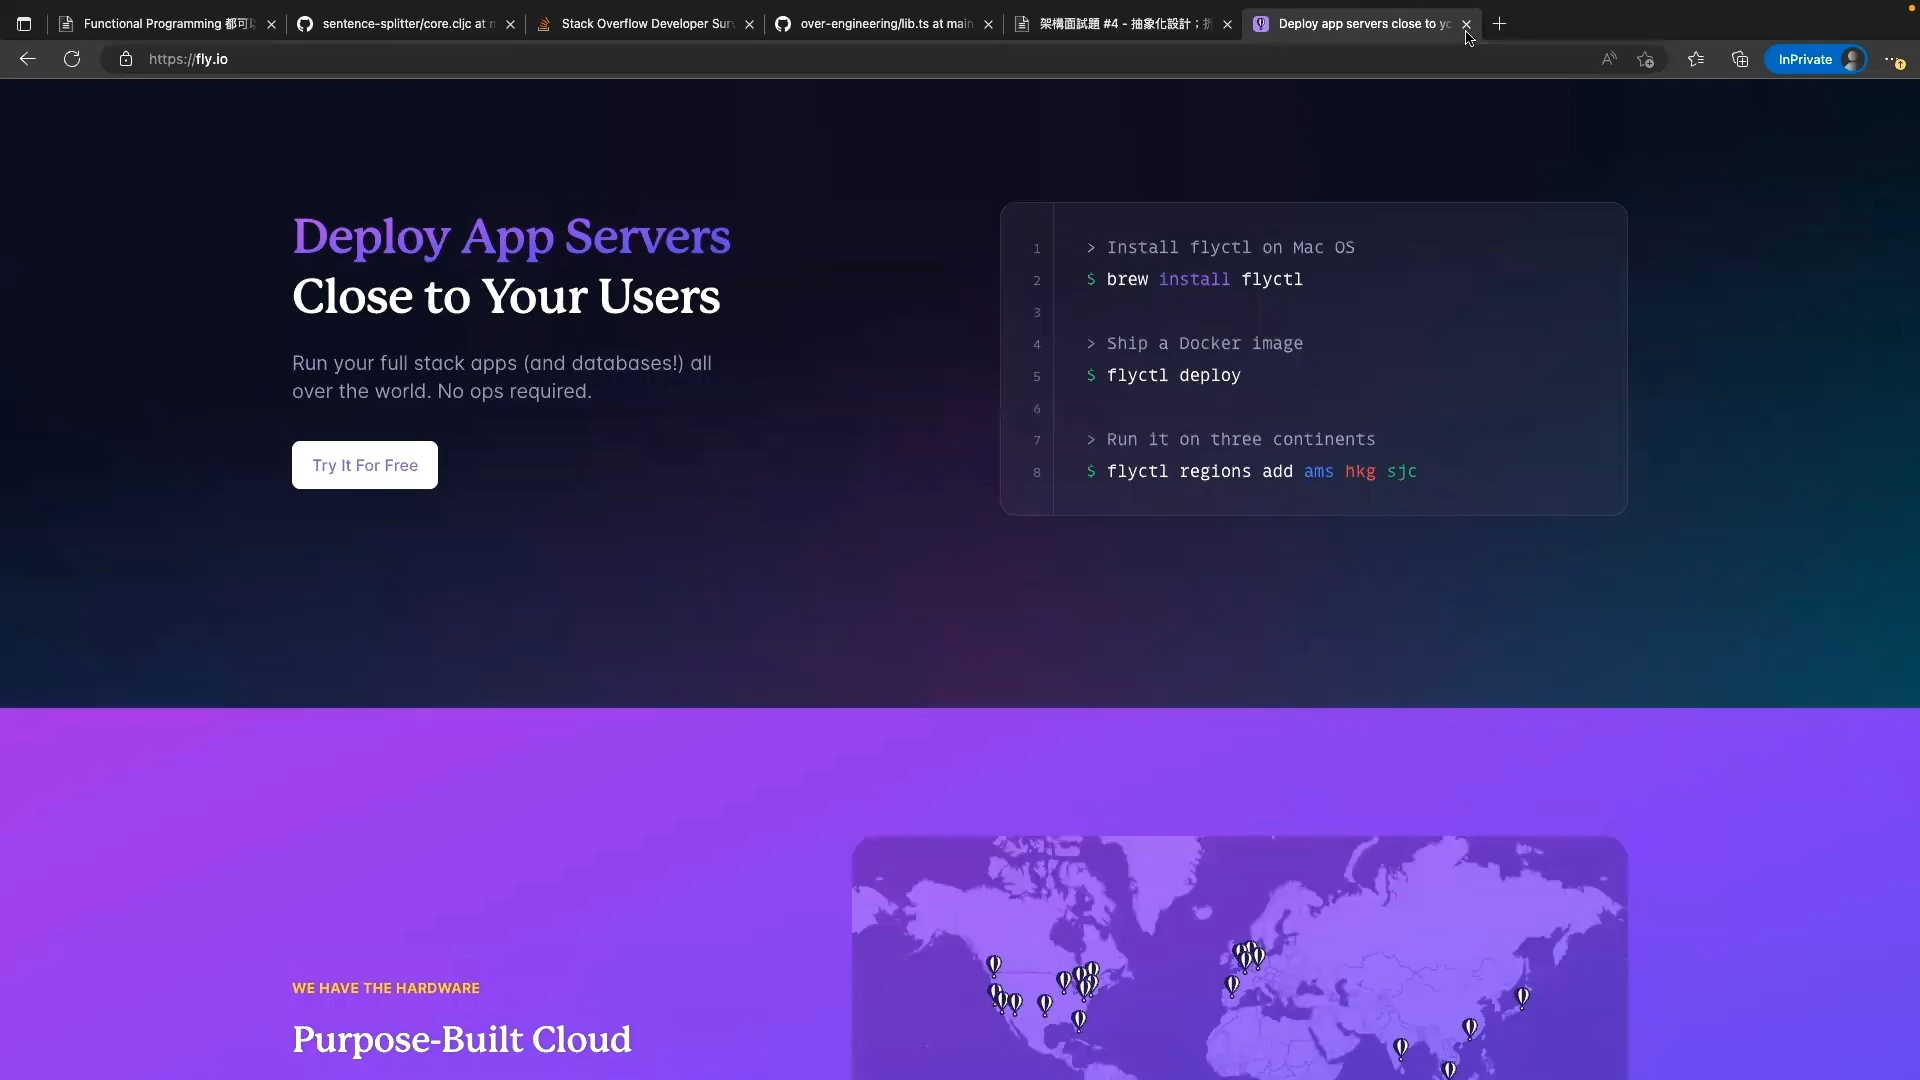 Functional Programming 都可
sentence-splitter/core.cljc at
Stack Overflow Developer Sur
over-engineering/lib.ts at main
架構面試題 #4 - 抽象化設計；折
Deploy app servers close to yo
https://fly.io
InPrivate
Deploy App Servers
Close to Your Users
Run your full stack apps (and databases!) all
over the world. No ops required.
Try It For Free
1 > Install flyctl on Mac OS
2 $ brew install flyctl
3
4 > Ship a Docker image
5 $ flyctl deploy
6
7 > Run it on three continents
8 $ flyctl regions add ams hkg sjc
WE HAVE THE HARDWARE
Purpose-Built Cloud